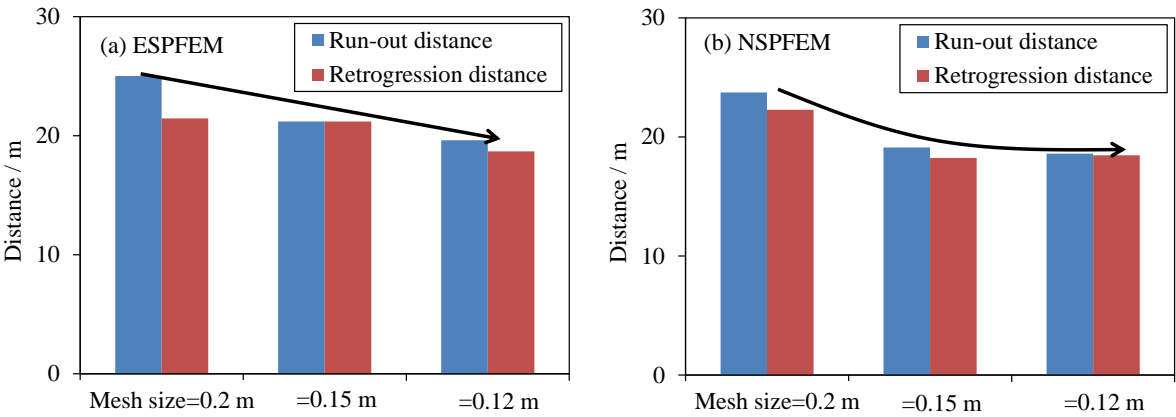 (a) ESPFEM
Run-out distance
Retrogression distance
Distance / m
30
20
10
0
Mesh size=0.2 m
=0.15 m
=0.12 m
(b) NSPFEM
Run-out distance
Retrogression distance
Distance / m
30
20
10
0
Mesh size=0.2 m
=0.15 m
=0.12 m